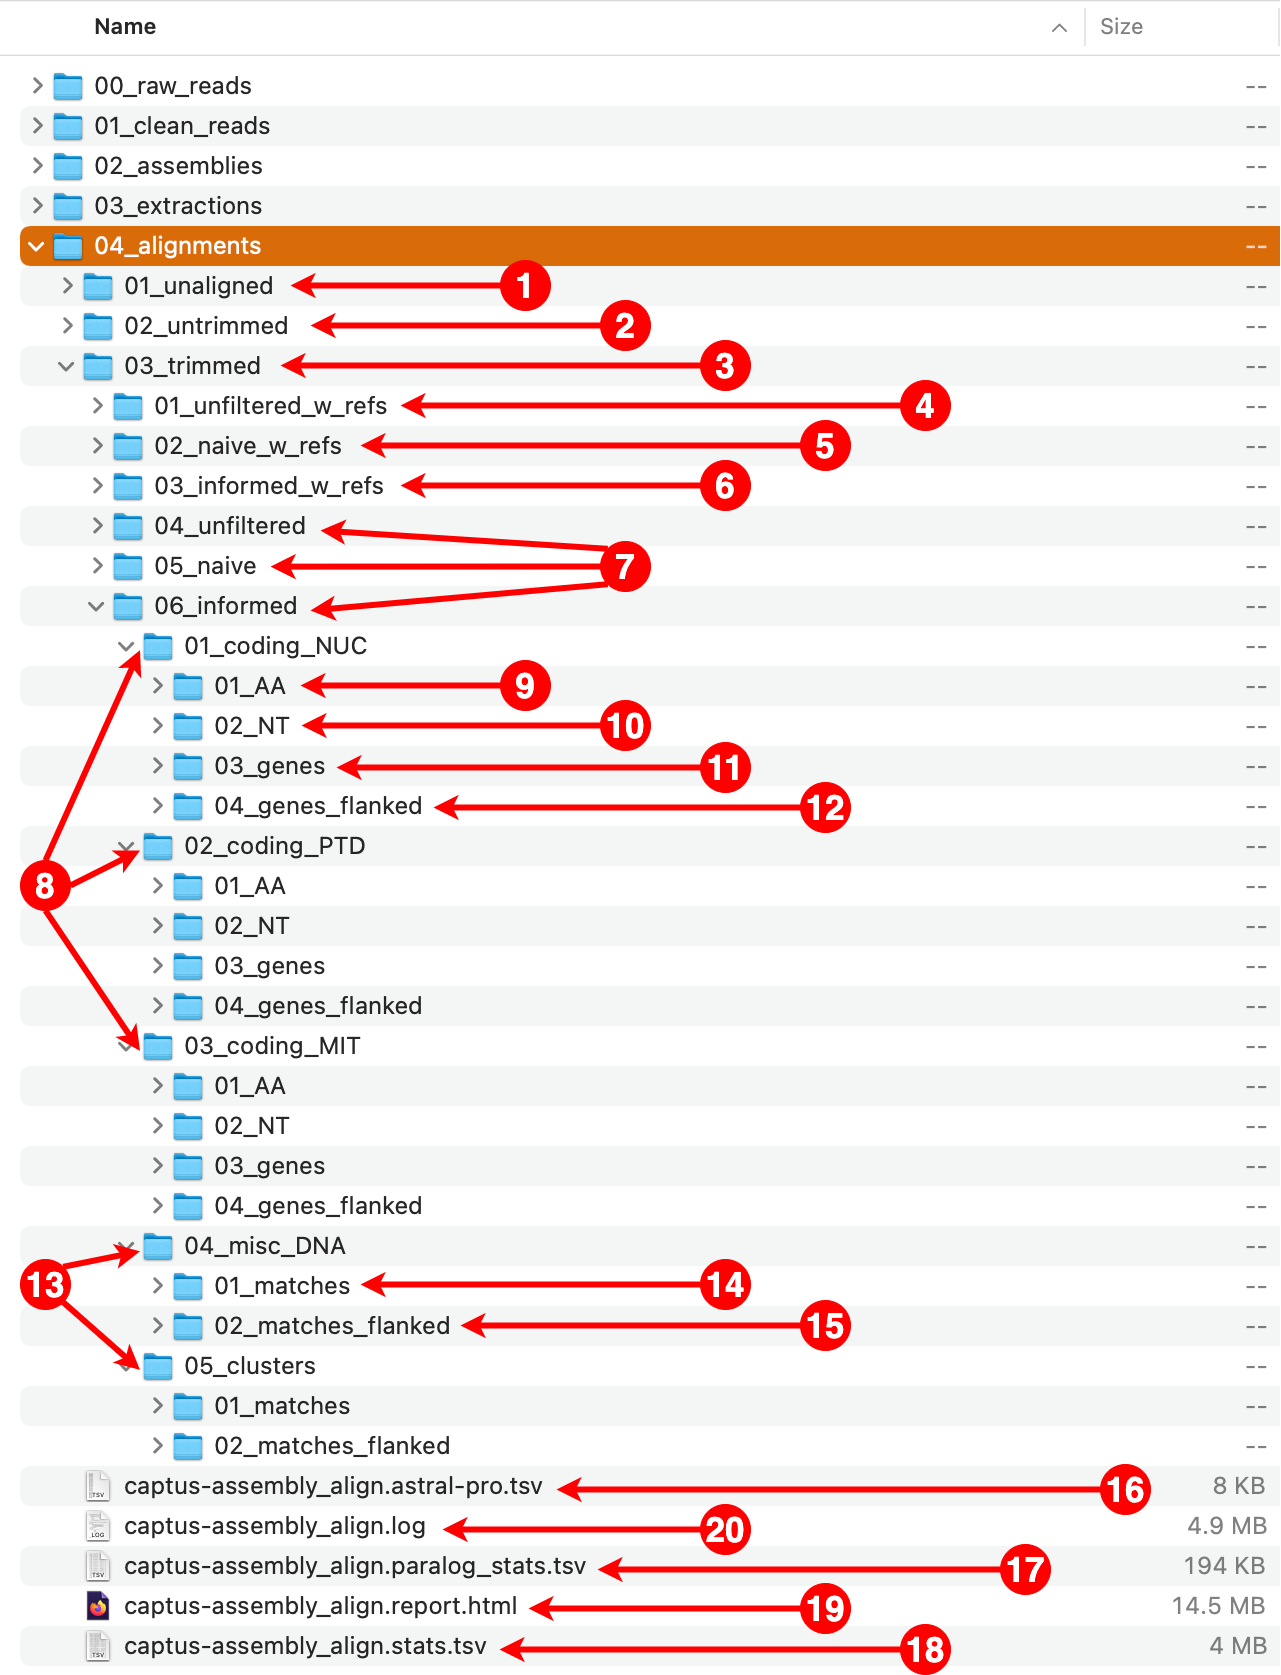 Name Size
00_raw_reads --
01_clean_reads --
02_assemblies --
03_extractions --
04_alignments --
01_unaligned 1 --
02_untrimmed 2 --
03_trimmed 3 --
01_unfiltered_w_refs 4 --
02_naive_w_refs 5 --
03_informed_w_refs 6 --
04_unfiltered --
05_naive 7 --
06_informed --
01_coding_NUC --
01_AA 9 --
02_NT 10 --
03_genes 11 --
04_genes_flanked 12 --
02_coding_PTD --
8 01_AA --
02_NT --
03_genes --
04_genes_flanked --
03_coding_MIT --
01_AA --
02_NT --
03_genes --
04_genes_flanked --
04_misc_DNA --
13 01_matches 14 --
02_matches_flanked 15 --
05_clusters --
01_matches --
02_matches_flanked --
TSV captus-assembly_align.astral-pro.tsv 16 8 KB
LOG captus-assembly_align.log 20 4.9 MB
TSV captus-assembly_align.paralog_stats.tsv 17 194 KB
captus-assembly_align.report.html 19 14.5 MB
TSV captus-assembly_align.stats.tsv 18 4 MB